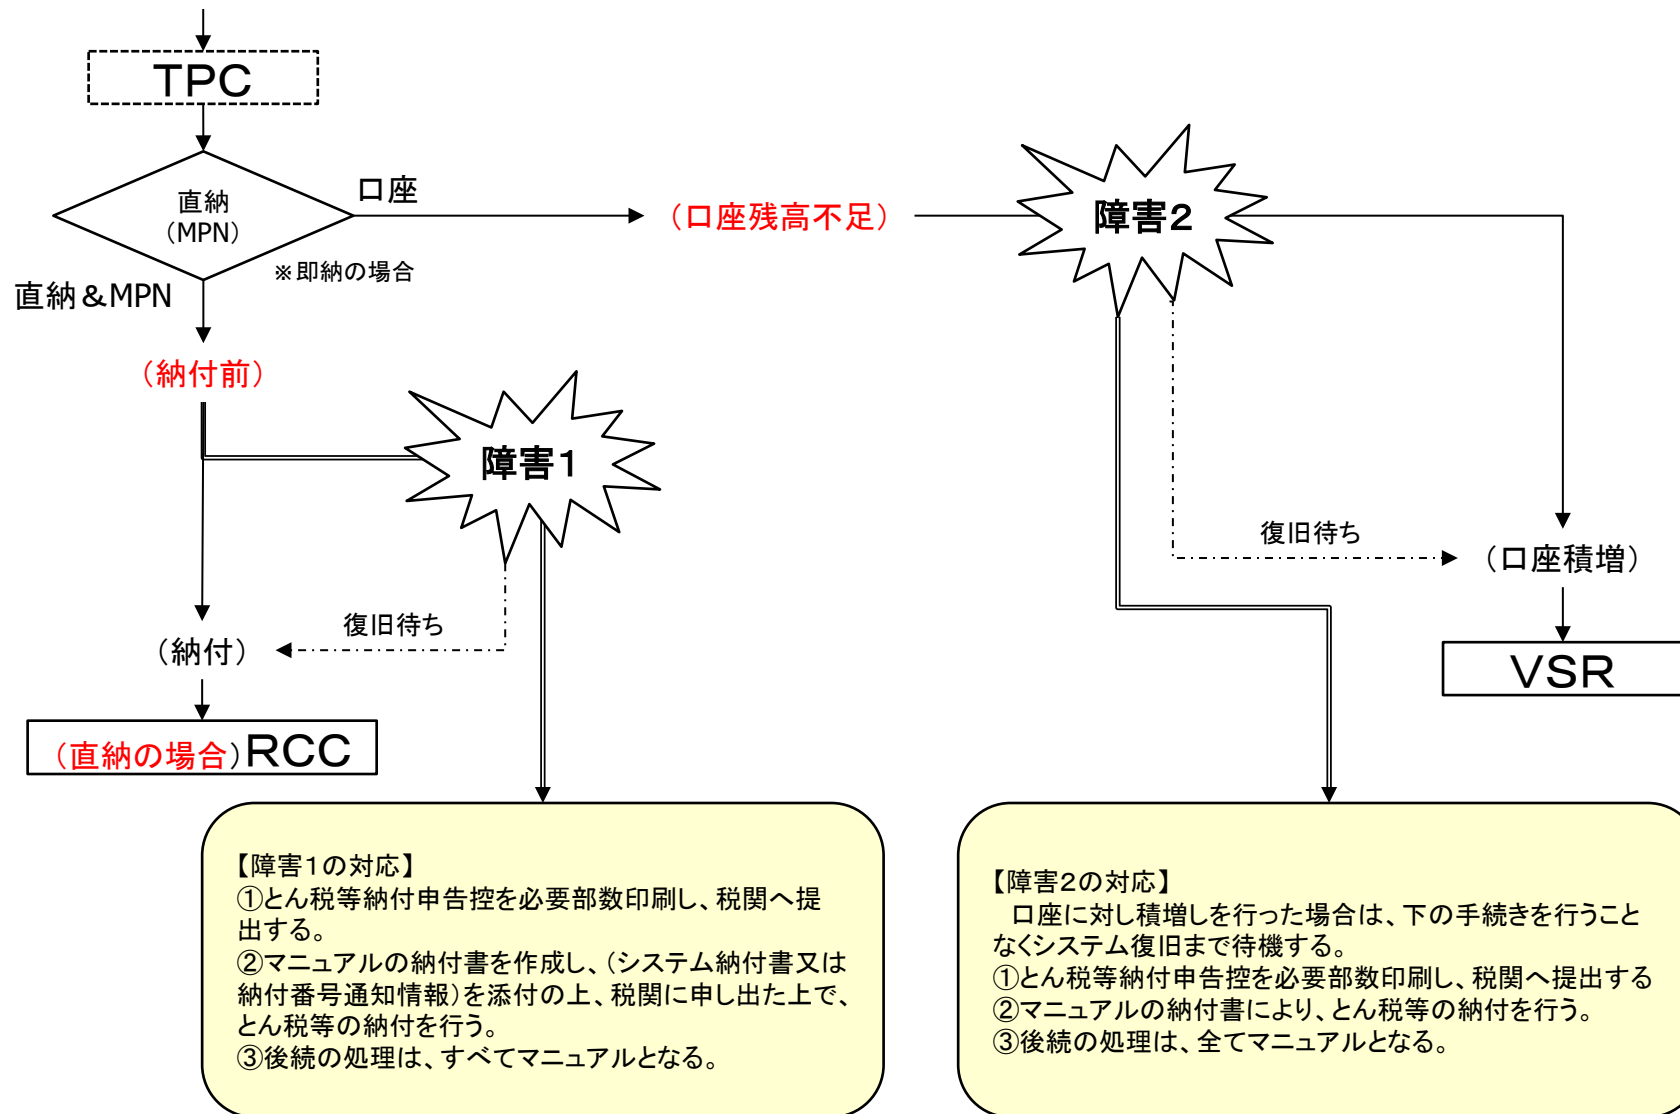 TPC
直納
(MPN)
口座
※即納の場合
直納&MPN
(口座残高不足)
障害2
(納付前)
障害1
復旧待ち
(口座積増)
VSR
復旧待ち
(納付)
(直納の場合)RCC
【障害1の対応】
①とん税等納付申告控を必要部数印刷し、税関へ提
出する。
②マニュアルの納付書を作成し、(システム納付書又は
納付番号通知情報)を添付の上、税関に申し出た上で、
とん税等の納付を行う。
③後続の処理は、すべてマニュアルとなる。
【障害2の対応】
　口座に対し積増しを行った場合は、下の手続きを行うこと
なくシステム復旧まで待機する。
①とん税等納付申告控を必要部数印刷し、税関へ提出する
②マニュアルの納付書により、とん税等の納付を行う。
③後続の処理は、全てマニュアルとなる。